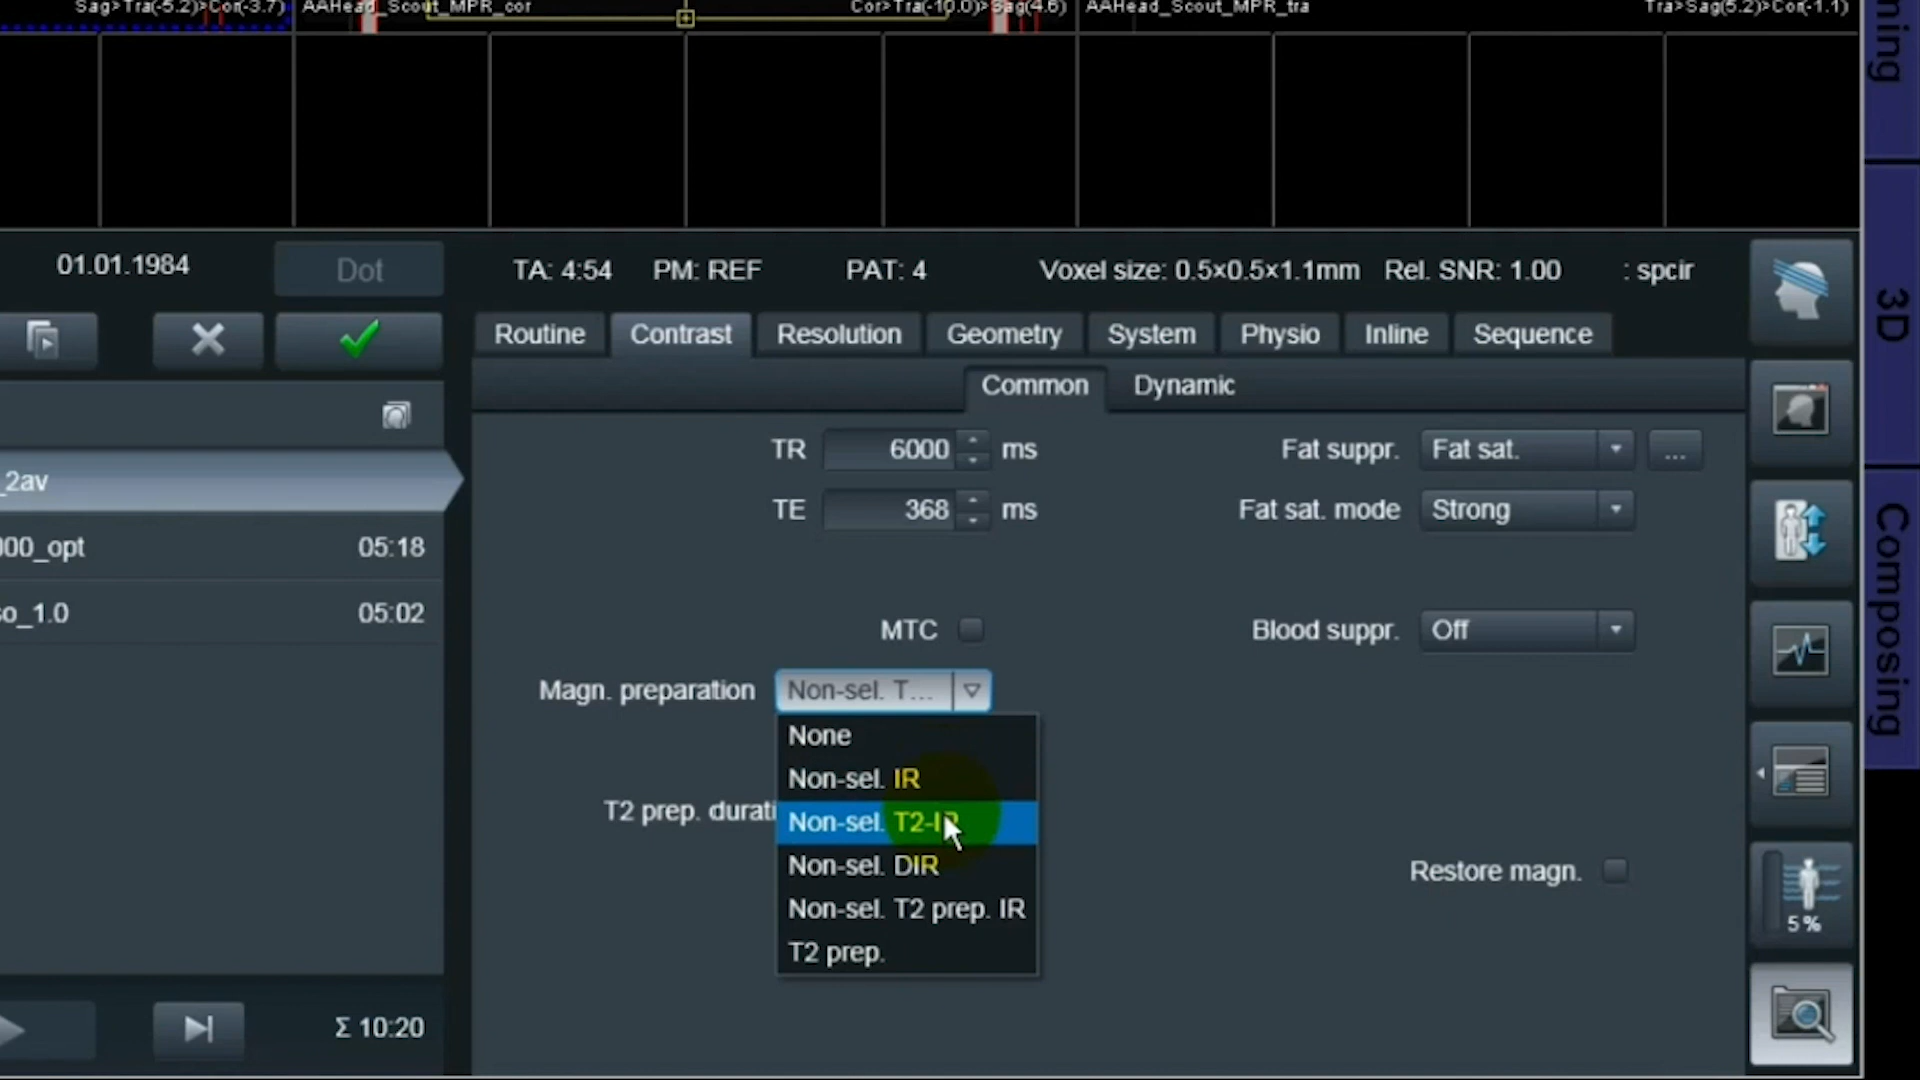 Sag>Tra(-5.2)>Cor(-3.7)
AAHead_Scout_MPR_cor
Cor>Tra(-10.0)>Sag(4.6)
AAHead_Scout_MPR_tra
Tra>Sag(5.2)>Cor(-1.1)
ming
3D
Composing
01.01.1984
Dot
TA: 4:54 PM: REF PAT: 4 Voxel size: 0.5×0.5×1.1mm Rel. SNR: 1.00 : spcir
Routine Contrast Resolution Geometry System Physio Inline Sequence
Common Dynamic
_2av
000_opt 05:18
so_1.0 05:02
Σ 10:20
TR 6000 ms
TE 368 ms
MTC
Magn. preparation Non-sel. T...
None
Non-sel. IR
Non-sel. T2-IR
Non-sel. DIR
Non-sel. T2 prep. IR
T2 prep.
T2 prep. durati
Fat suppr. Fat sat. ...
Fat sat. mode Strong
Blood suppr. Off
Restore magn.
5 %